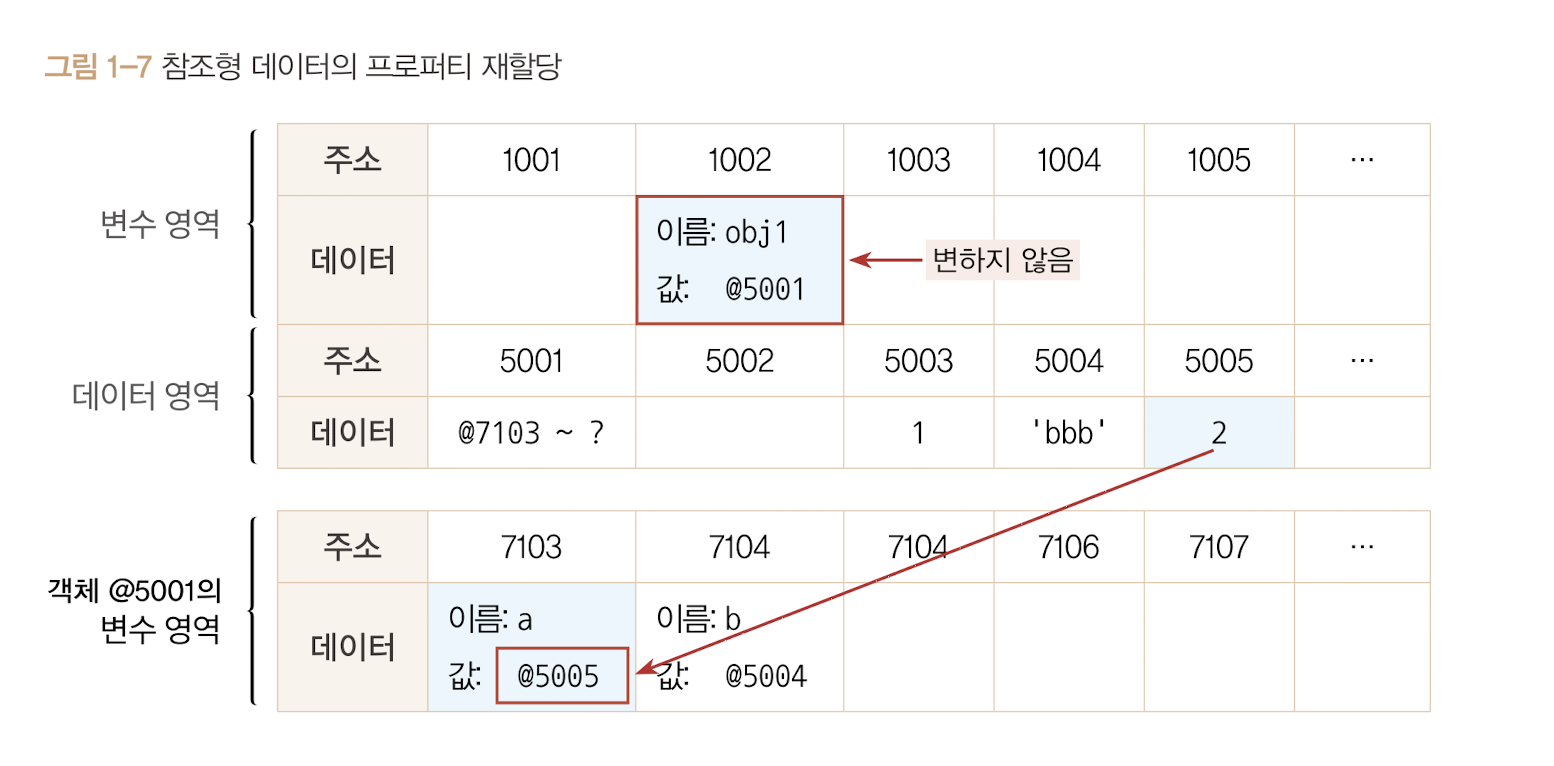 그림 1–7 참조형 데이터의 프로퍼티 재할당
변수 영역
주소 1001 1002 1003 1004 1005 ···
데이터 이름: obj1 값: @5001
변하지 않음
데이터 영역
주소 5001 5002 5003 5004 5005 ···
데이터 @7103 ~ ? 1 'bbb' 2
객체 @5001의
변수 영역
주소 7103 7104 7104 7106 7107 ···
데이터
이름: a 이름: b
값: @5005 값: @5004